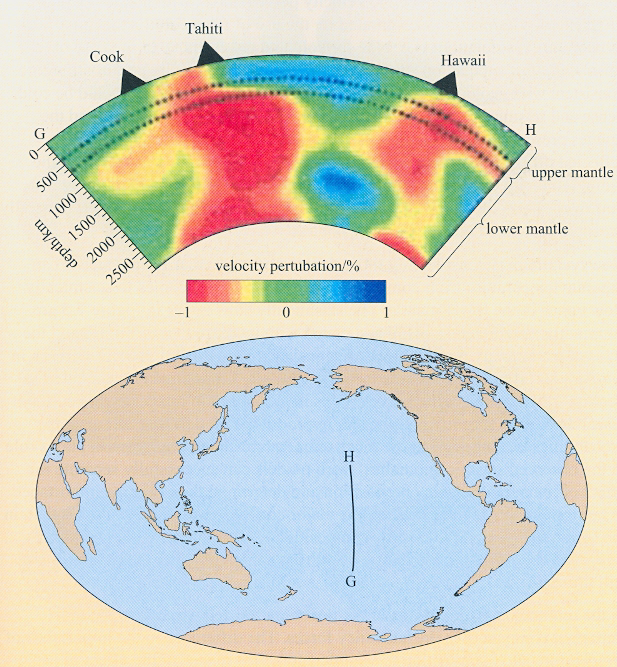 Tahiti
Cook
Hawaii
G
H
0
500
1000
1500
2000
2500
depth/km
upper mantle
lower mantle
velocity pertubation/%
–1 0 1
H
G